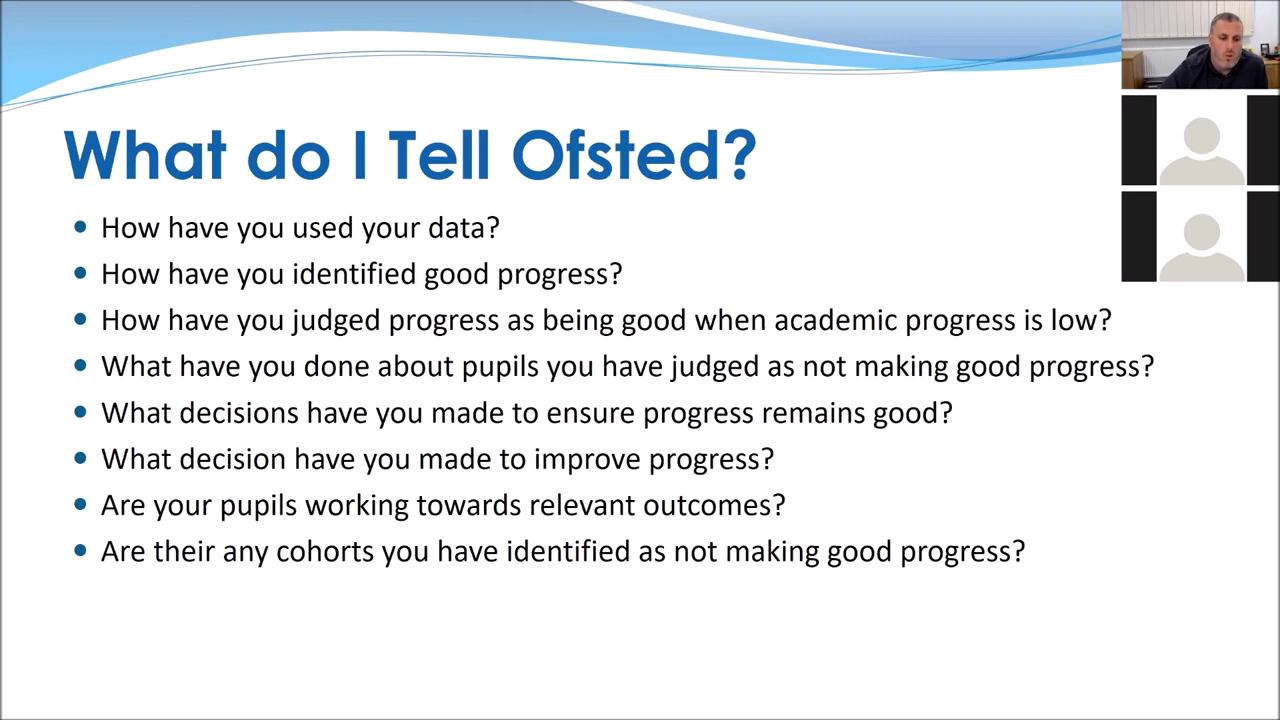 What do I Tell Ofsted?
How have you used your data?
How have you identified good progress?
How have you judged progress as being good when academic progress is low?
What have you done about pupils you have judged as not making good progress?
What decisions have you made to ensure progress remains good?
What decision have you made to improve progress?
Are your pupils working towards relevant outcomes?
Are their any cohorts you have identified as not making good progress?